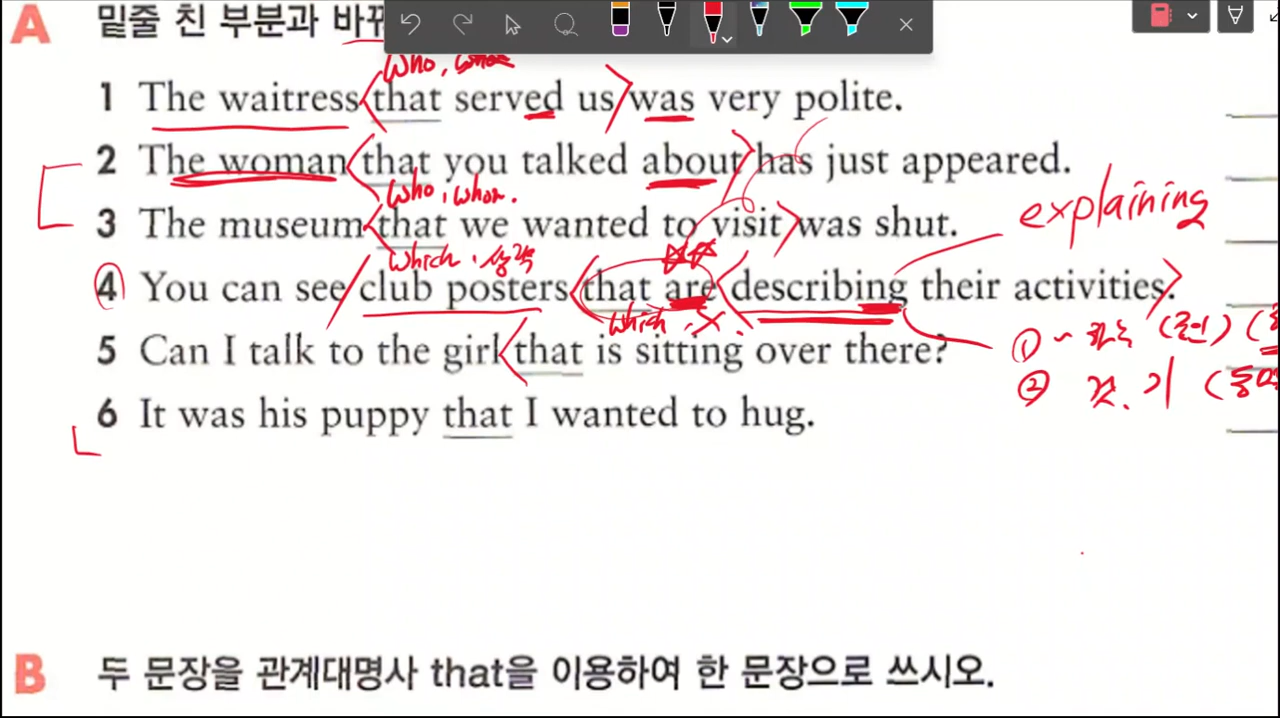 A 밑줄 친 부분과 바꾸
who, whom
1 The waitress that served us was very polite.
2 The woman that you talked about has just appeared.
who, whom.
3 The museum that we wanted to visit was shut.
explaining
which. 생략
4 You can see club posters that are describing their activities.
which. X.
① ~ 하는 (현)
5 Can I talk to the girl that is sitting over there?
② 것. 기
6 It was his puppy that I wanted to hug.
B 두 문장을 관계대명사 that을 이용하여 한 문장으로 쓰시오.